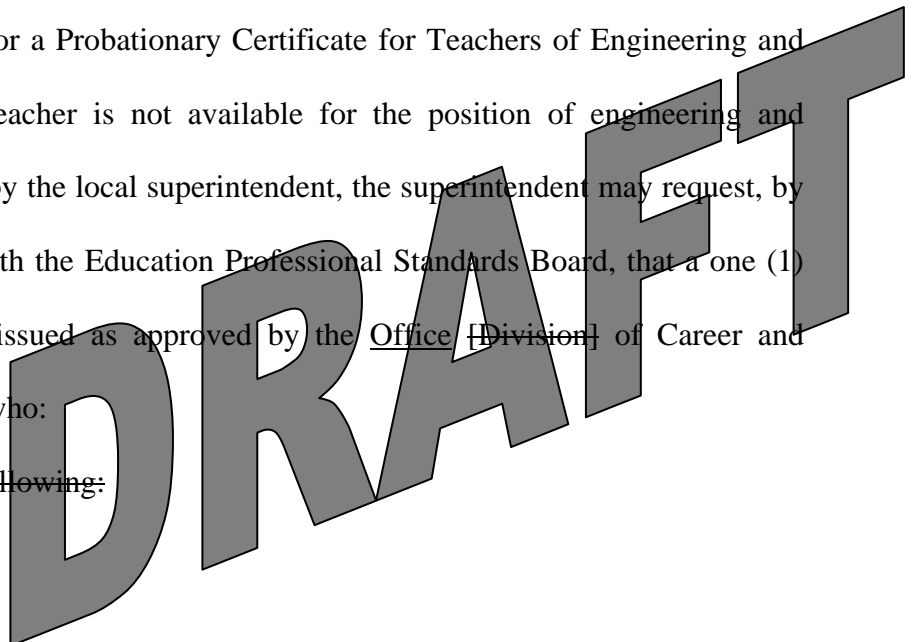 or a Probationary Certificate for Teachers of Engineering and
eacher is not available for the position of engineering and
by the local superintendent, the superintendent may request, by
th the Education Professional Standards Board, that a one (1)
issued as approved by the Office [Division] of Career and
who:
llowing:
DRAFT